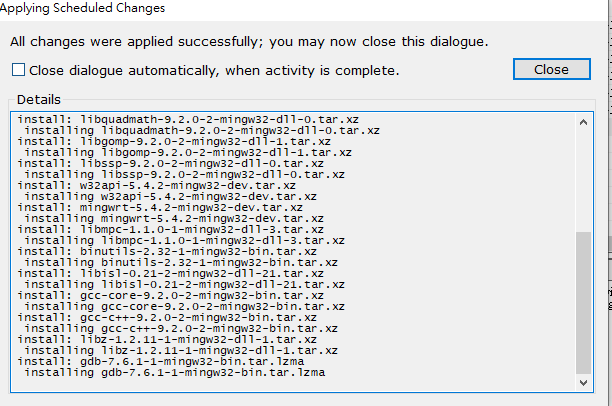 Applying Scheduled Changes
All changes were applied successfully; you may now close this dialogue.
Close dialogue automatically, when activity is complete.
Close
Details
install: libquadmath-9.2.0-2-mingw32-dll-0.tar.xz
installing libquadmath-9.2.0-2-mingw32-dll-0.tar.xz
install: libgomp-9.2.0-2-mingw32-dll-1.tar.xz
installing libgomp-9.2.0-2-mingw32-dll-1.tar.xz
install: libssp-9.2.0-2-mingw32-dll-0.tar.xz
installing libssp-9.2.0-2-mingw32-dll-0.tar.xz
install: w32api-5.4.2-mingw32-dev.tar.xz
installing w32api-5.4.2-mingw32-dev.tar.xz
install: mingwrt-5.4.2-mingw32-dev.tar.xz
installing mingwrt-5.4.2-mingw32-dev.tar.xz
install: libmpc-1.1.0-1-mingw32-dll-3.tar.xz
installing libmpc-1.1.0-1-mingw32-dll-3.tar.xz
install: binutils-2.32-1-mingw32-bin.tar.xz
installing binutils-2.32-1-mingw32-bin.tar.xz
install: libisl-0.21-2-mingw32-dll-21.tar.xz
installing libisl-0.21-2-mingw32-dll-21.tar.xz
install: gcc-core-9.2.0-2-mingw32-bin.tar.xz
installing gcc-core-9.2.0-2-mingw32-bin.tar.xz
install: gcc-c++-9.2.0-2-mingw32-bin.tar.xz
installing gcc-c++-9.2.0-2-mingw32-bin.tar.xz
install: libz-1.2.11-1-mingw32-dll-1.tar.xz
installing libz-1.2.11-1-mingw32-dll-1.tar.xz
install: gdb-7.6.1-1-mingw32-bin.tar.lzma
installing gdb-7.6.1-1-mingw32-bin.tar.lzma